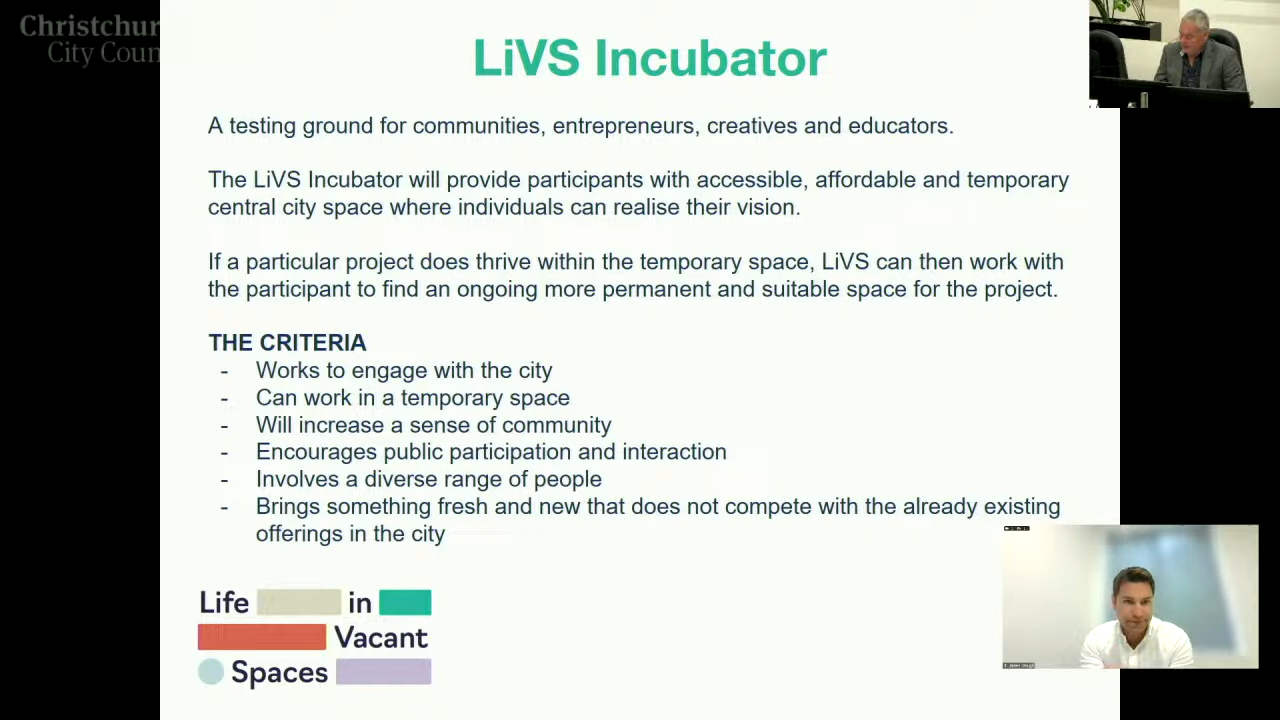 Christchur
City Coun
LiVS Incubator
A testing ground for communities, entrepreneurs, creatives and educators.
The LiVS Incubator will provide participants with accessible, affordable and temporary
central city space where individuals can realise their vision.
If a particular project does thrive within the temporary space, LiVS can then work with
the participant to find an ongoing more permanent and suitable space for the project.
THE CRITERIA
- Works to engage with the city
- Can work in a temporary space
- Will increase a sense of community
- Encourages public participation and interaction
- Involves a diverse range of people
- Brings something fresh and new that does not compete with the already existing
offerings in the city
Life in
Vacant
Spaces